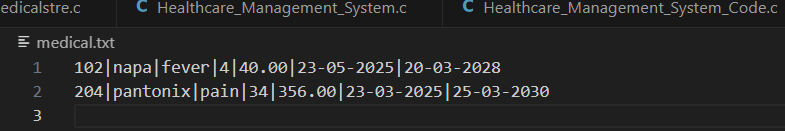 edicalstre.c C Healthcare_Management_System.c C Healthcare_Management_System_Code.c
medical.txt
1 102|napa|fever|4|40.00|23-05-2025|20-03-2028
2 204|pantonix|pain|34|356.00|23-03-2025|25-03-2030
3